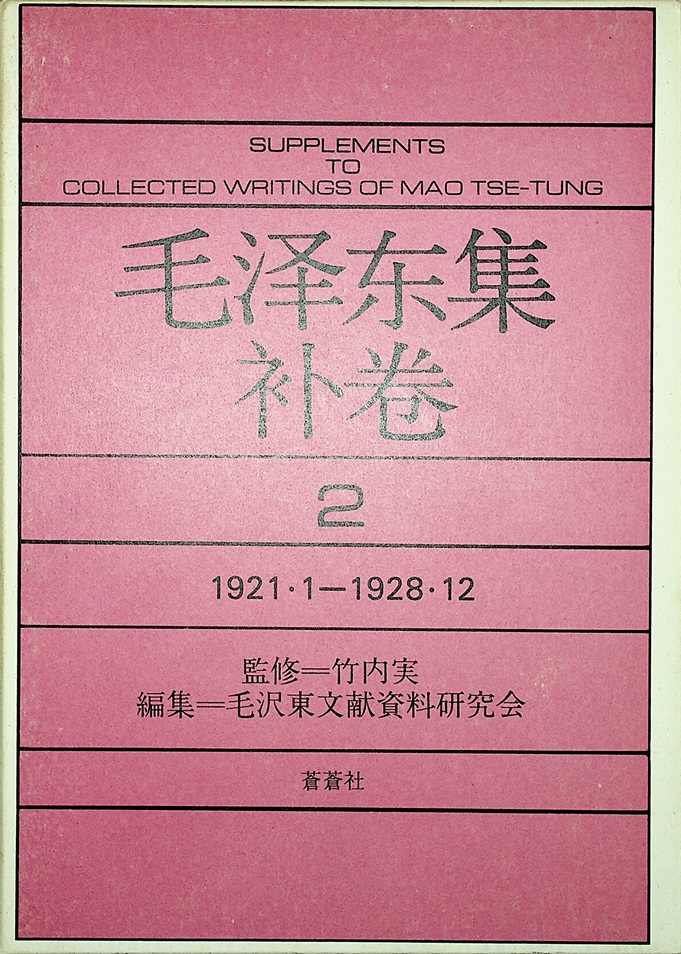 SUPPLEMENTS
TO
COLLECTED WRITINGS OF MAO TSE-TUNG
毛泽东集
补卷
2
1921·1—1928·12
監修＝竹内実
編集＝毛沢東文献資料研究会
蒼蒼社